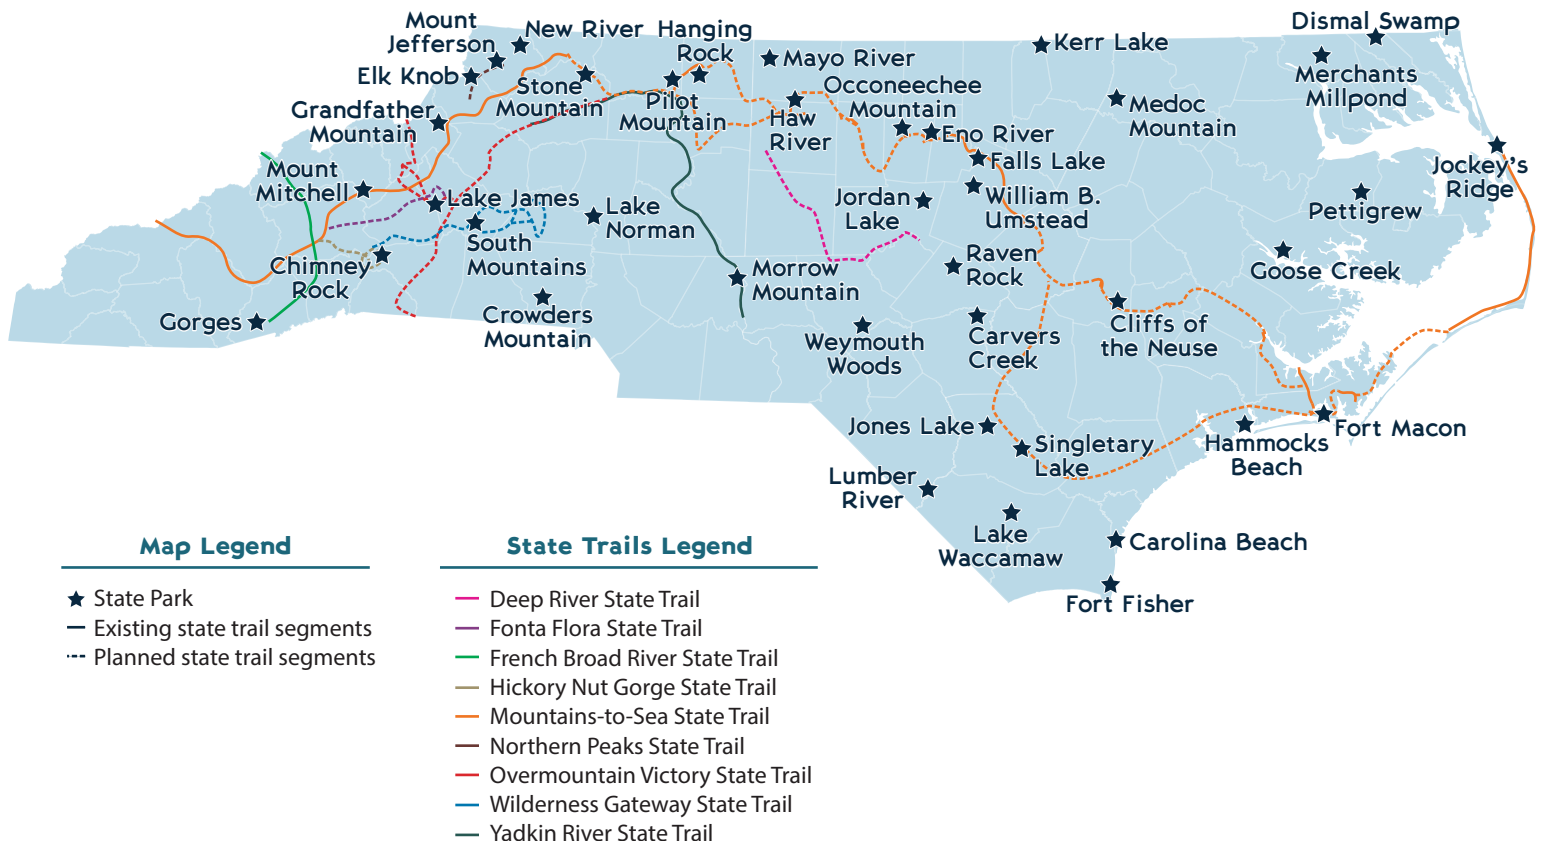 Mount
Jefferson
New River
Hanging
Rock
Dismal Swamp
Kerr Lake
Mayo River
Elk Knob
Merchants
Millpond
Stone
Mountain
Pilot
Mountain
Occoneechee
Mountain
Grandfather
Mountain
Haw
River
Medoc
Mountain
Eno River
Falls Lake
Jockey's
Ridge
Mount
Mitchell
Lake James
Lake
Norman
Jordan
Lake
William B.
Umstead
Pettigrew
South
Mountains
Chimney
Rock
Morrow
Mountain
Raven
Rock
Goose Creek
Gorges
Crowders
Mountain
Weymouth
Woods
Carvers
Creek
Cliffs of
the Neuse
Jones Lake
Singletary
Lake
Hammocks
Beach
Fort Macon
Lumber
River
Lake
Waccamaw
Carolina Beach
Fort Fisher
Map Legend
State Park
Existing state trail segments
Planned state trail segments
State Trails Legend
Deep River State Trail
Fonta Flora State Trail
French Broad River State Trail
Hickory Nut Gorge State Trail
Mountains-to-Sea State Trail
Northern Peaks State Trail
Overmountain Victory State Trail
Wilderness Gateway State Trail
Yadkin River State Trail